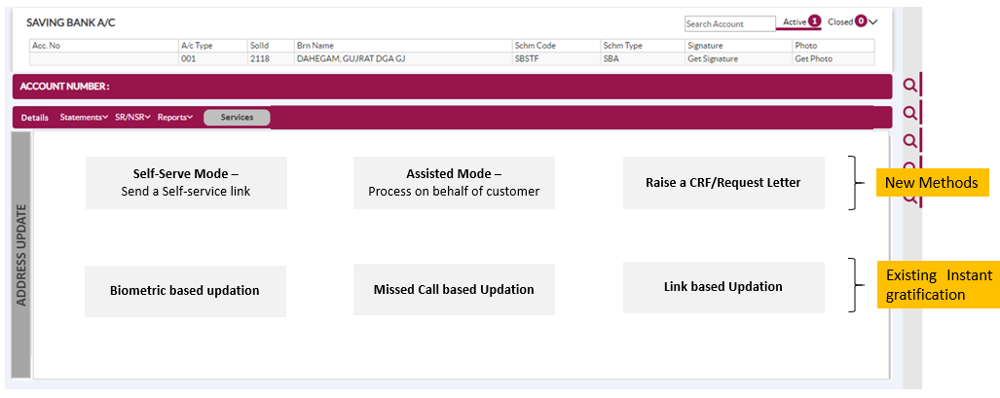 SAVING BANK A/C
Search Account Active 1 Closed 0
Acc. No A/c Type SolId Brn Name Schm Code Schm Type Signature Photo
001 2118 DAHEGAM, GUJRAT DGA GJ SBSTF SBA Get Signature Get Photo
ACCOUNT NUMBER :
Details Statements SR/NSR Reports Services
ADDRESS UPDATE
Self-Serve Mode –
Send a Self-service link
Assisted Mode –
Process on behalf of customer
Raise a CRF/Request Letter
New Methods
Biometric based updation
Missed Call based Updation
Link based Updation
Existing Instant
gratification